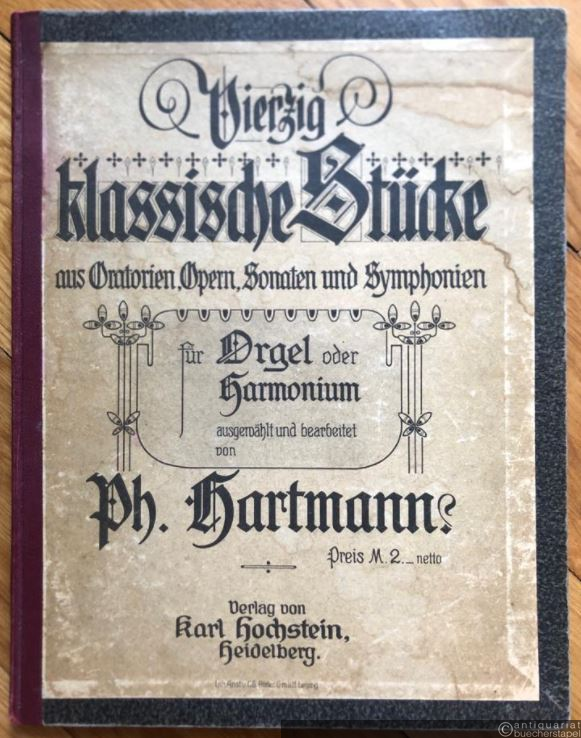 Vierzig
klassische Stücke
aus Oratorien, Opern, Sonaten und Symphonien
für Orgel oder
Harmonium
ausgewählt und bearbeitet
von
Ph. Hartmann.
Preis M. 2._ netto
Verlag von
Karl Hochstein,
Heidelberg.
Leipzig
antiquariat
buecherstapel